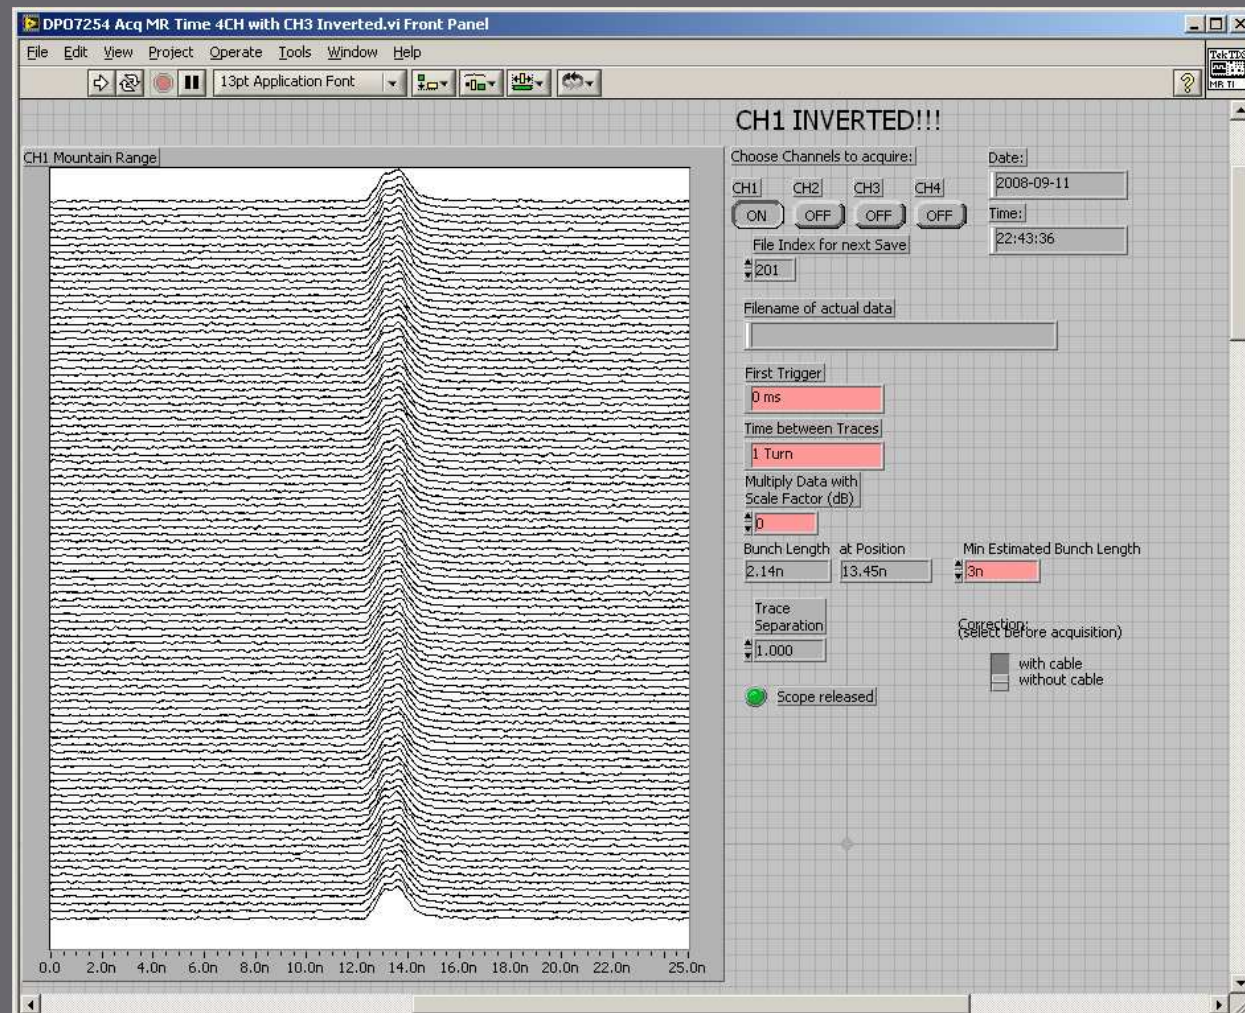 DPO7254 Acq MR Time 4CH with CH3 Inverted.vi Front Panel
File Edit View Project Operate Tools Window Help
13pt Application Font
?
Tek TDS
MR TI
CH1 INVERTED!!!
CH1 Mountain Range
Choose Channels to acquire:
Date:
CH1 CH2 CH3 CH4
2008-09-11
ON OFF OFF OFF
Time:
22:43:36
File Index for next Save
201
Filename of actual data
First Trigger
0 ms
Time between Traces
1 Turn
Multiply Data with
Scale Factor (dB)
0
Bunch Length at Position Min Estimated Bunch Length
2.14n 13.45n 3n
Trace
Separation
1.000
Correction:
(select before acquisition)
with cable
without cable
Scope released
0.0 2.0n 4.0n 6.0n 8.0n 10.0n 12.0n 14.0n 16.0n 18.0n 20.0n 22.0n 25.0n